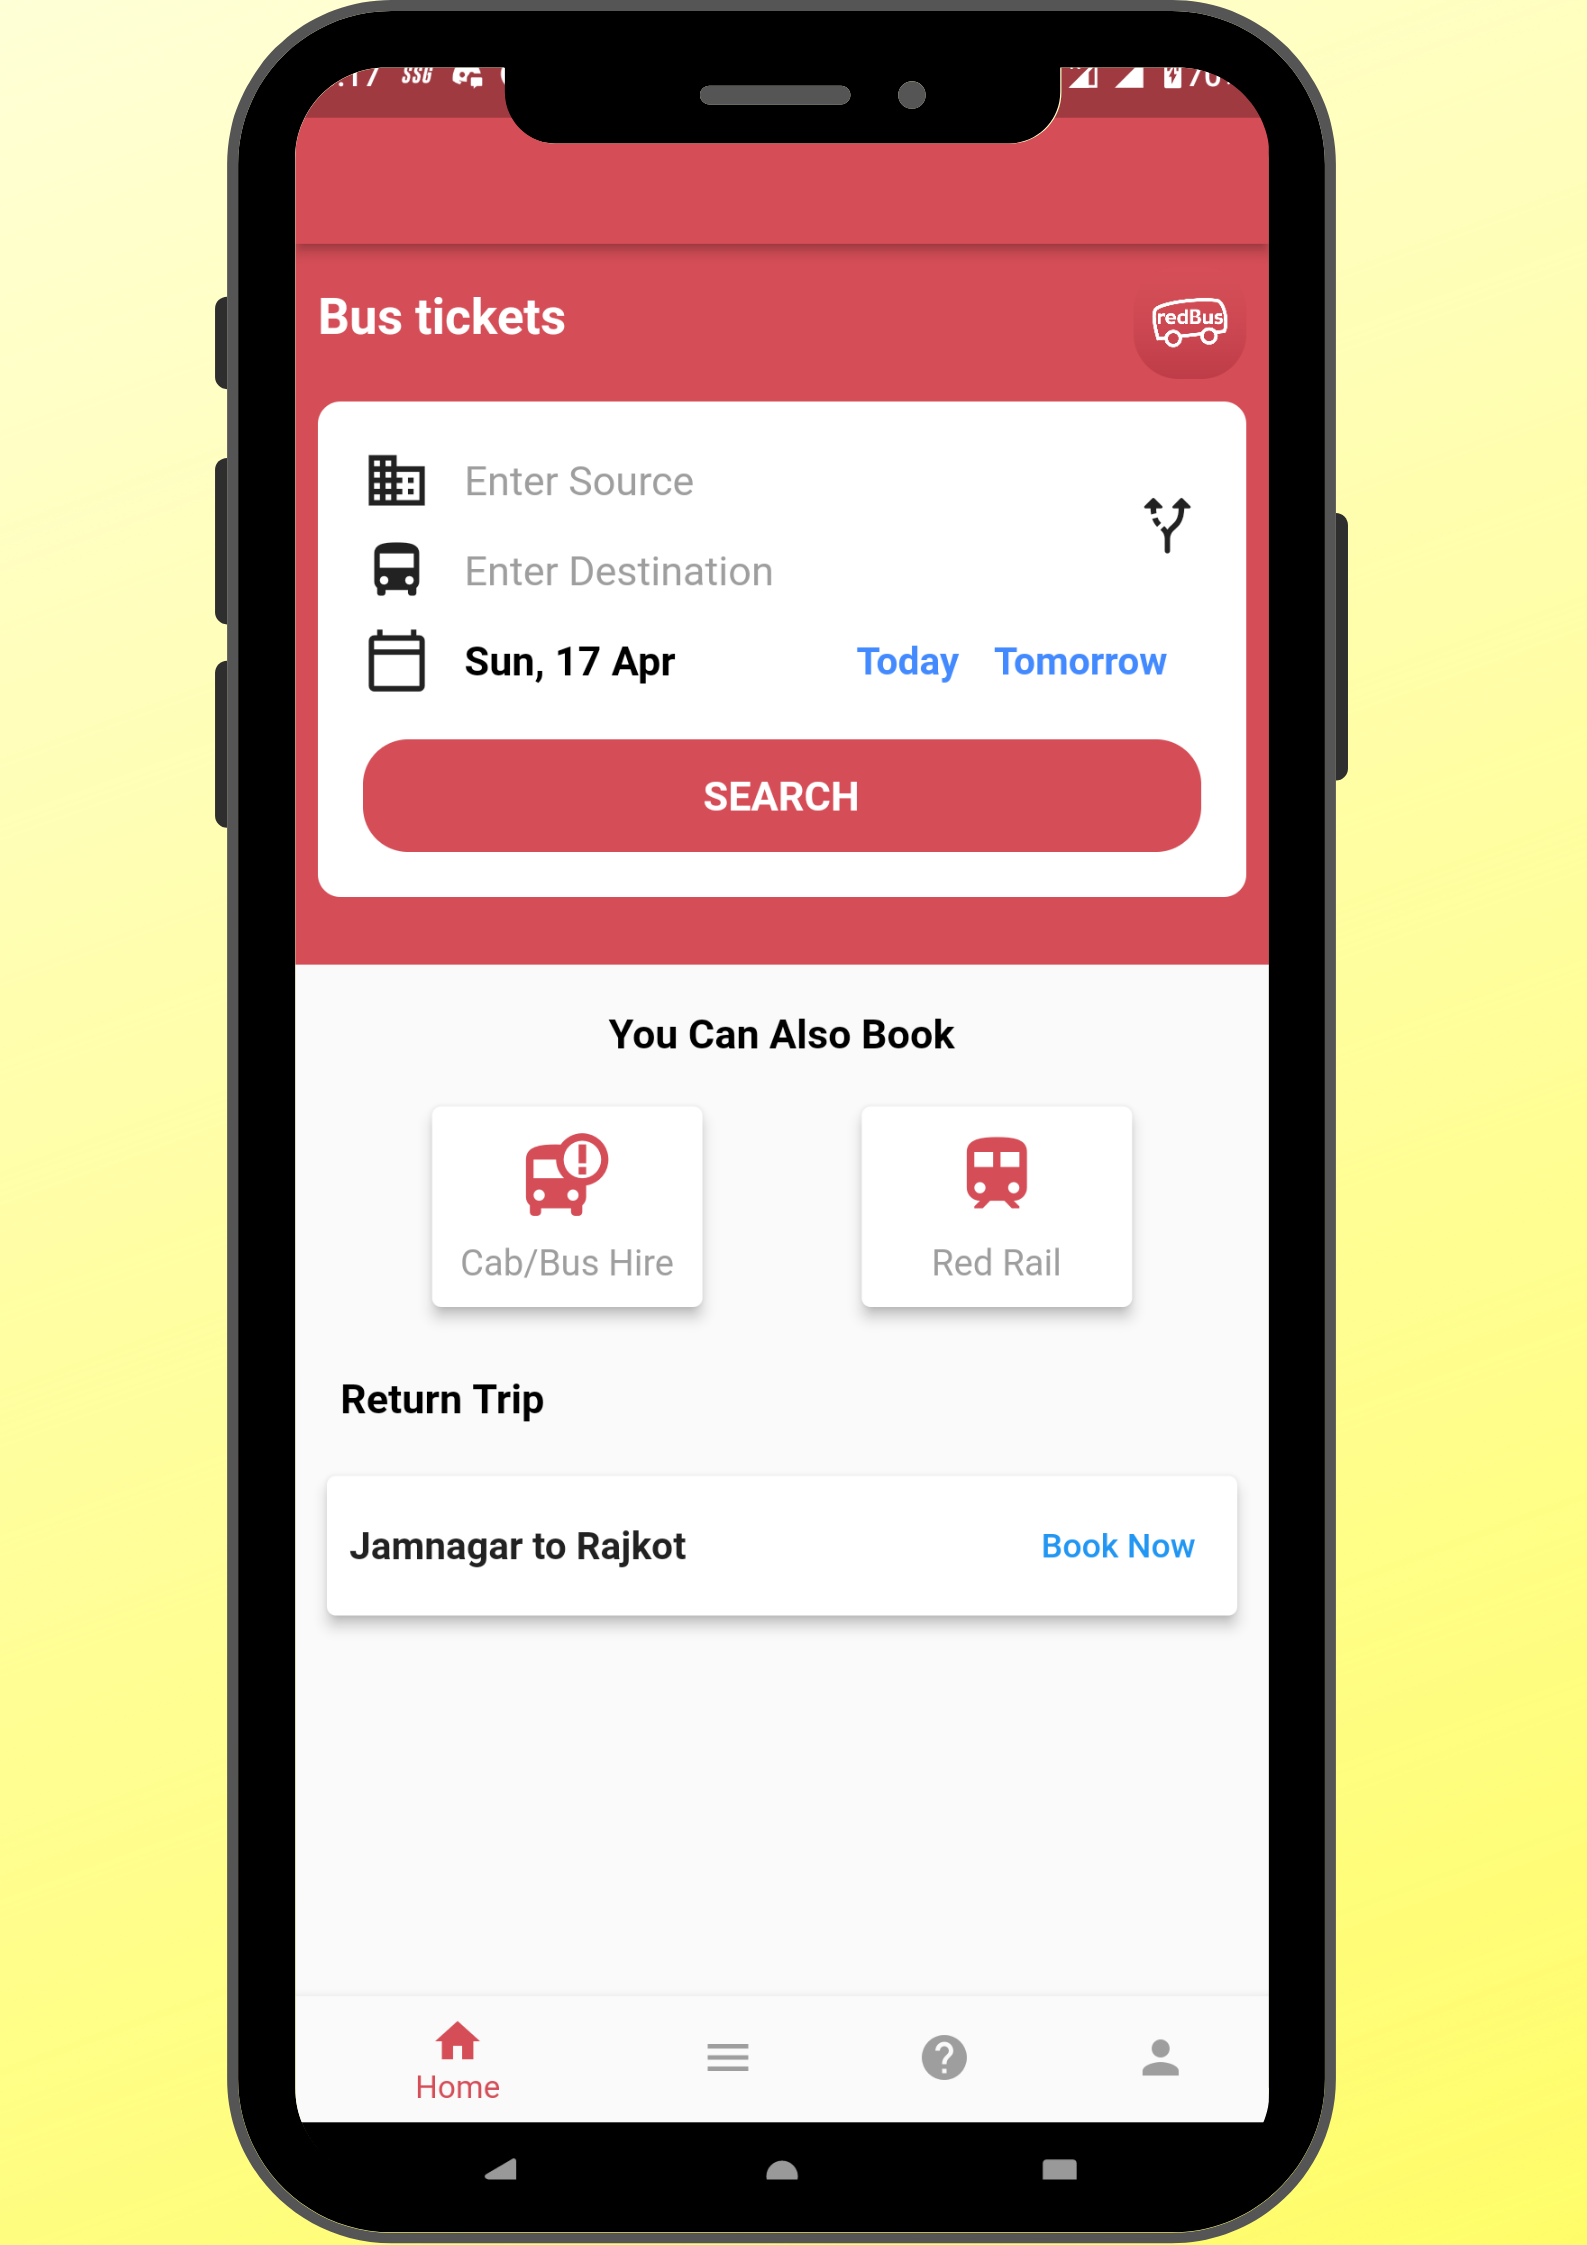 SSG
Bus tickets
redBus
Enter Source
Enter Destination
Sun, 17 Apr Today Tomorrow
SEARCH
You Can Also Book
Cab/Bus Hire Red Rail
Return Trip
Jamnagar to Rajkot Book Now
Home